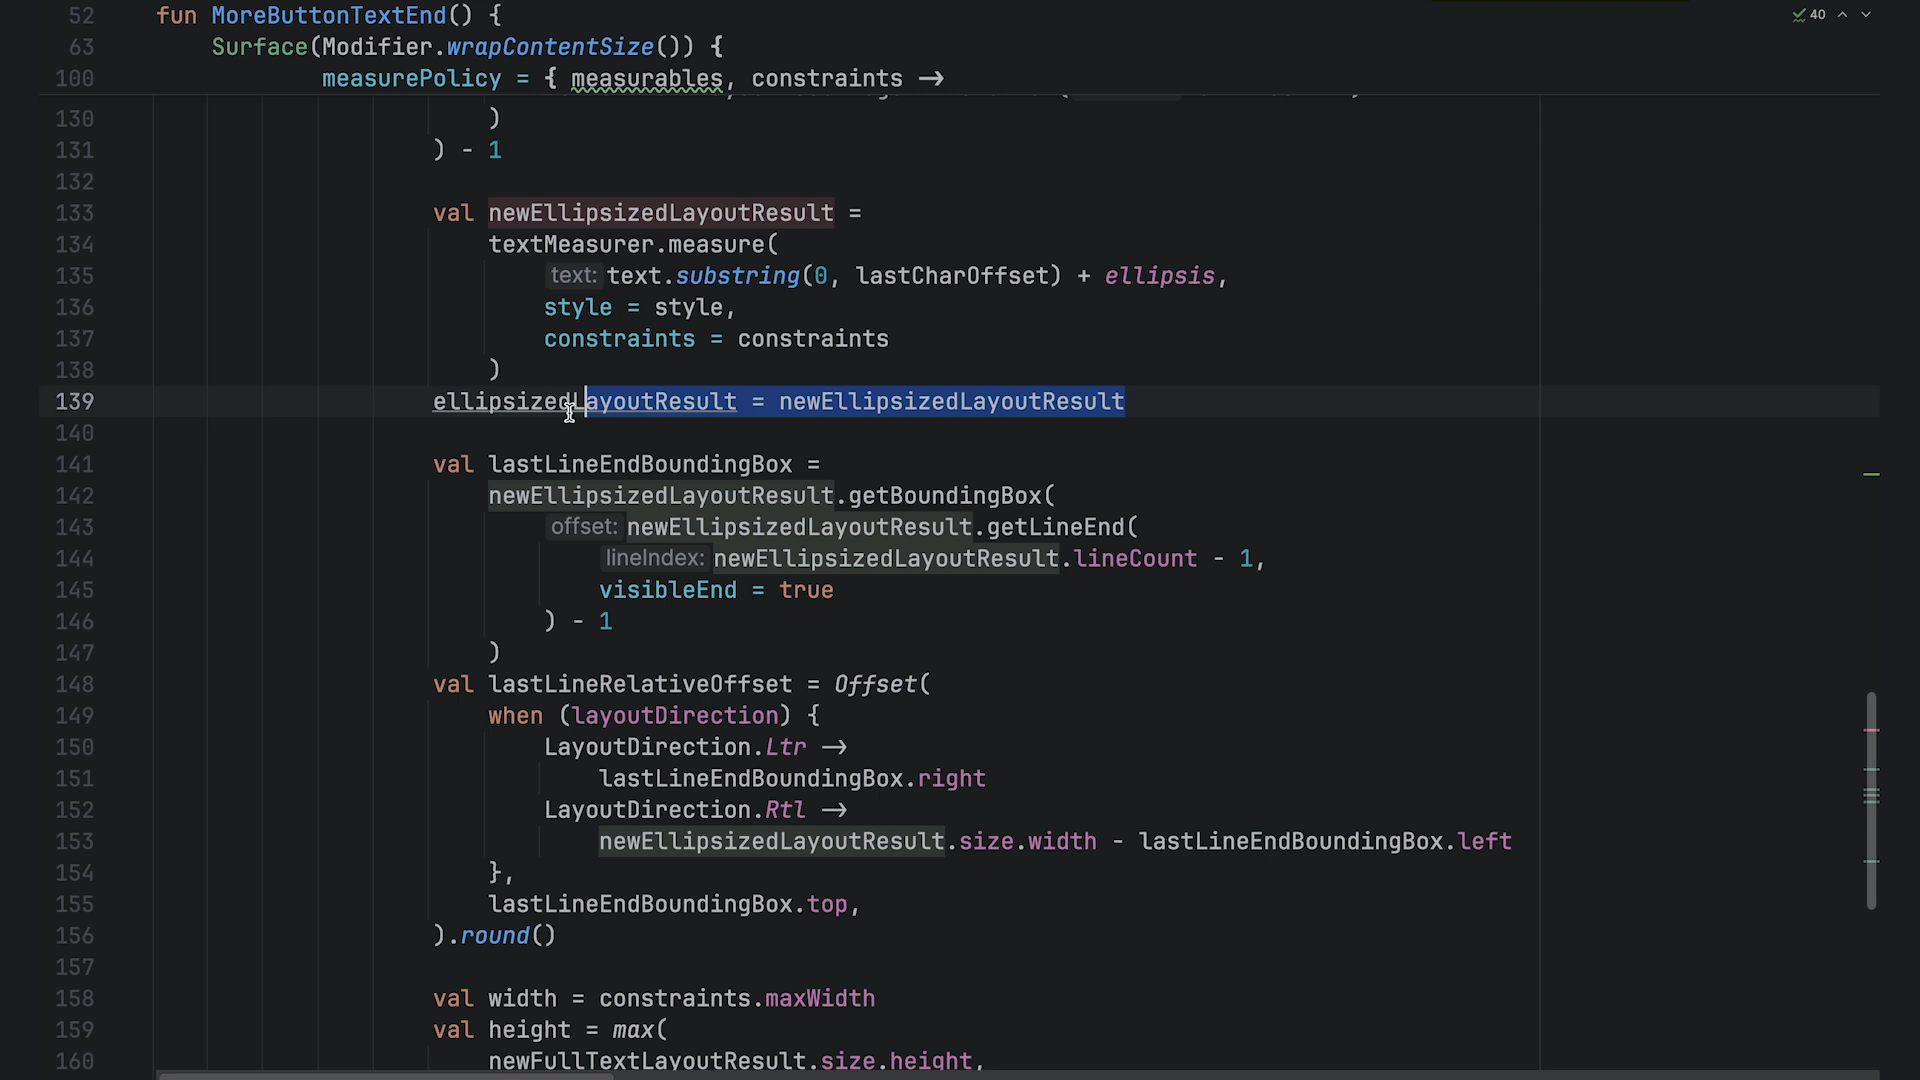 52 fun MoreButtonTextEnd() {
40
63 Surface(Modifier.wrapContentSize()) {
100 measurePolicy = { measurables, constraints →
130 )
131 ) - 1
132
133 val newEllipsizedLayoutResult =
134 textMeasurer.measure(
135 text: text.substring(0, lastCharOffset) + ellipsis,
136 style = style,
137 constraints = constraints
138 )
139 ellipsizedLayoutResult = newEllipsizedLayoutResult
140
141 val lastLineEndBoundingBox =
142 newEllipsizedLayoutResult.getBoundingBox(
143 offset: newEllipsizedLayoutResult.getLineEnd(
144 lineIndex: newEllipsizedLayoutResult.lineCount - 1,
145 visibleEnd = true
146 ) - 1
147 )
148 val lastLineRelativeOffset = Offset(
149 when (layoutDirection) {
150 LayoutDirection.Ltr →
151 lastLineEndBoundingBox.right
152 LayoutDirection.Rtl →
153 newEllipsizedLayoutResult.size.width - lastLineEndBoundingBox.left
154 },
155 lastLineEndBoundingBox.top,
156 ).round()
157
158 val width = constraints.maxWidth
159 val height = max(
160 newFullTextLayoutResult.size.height,